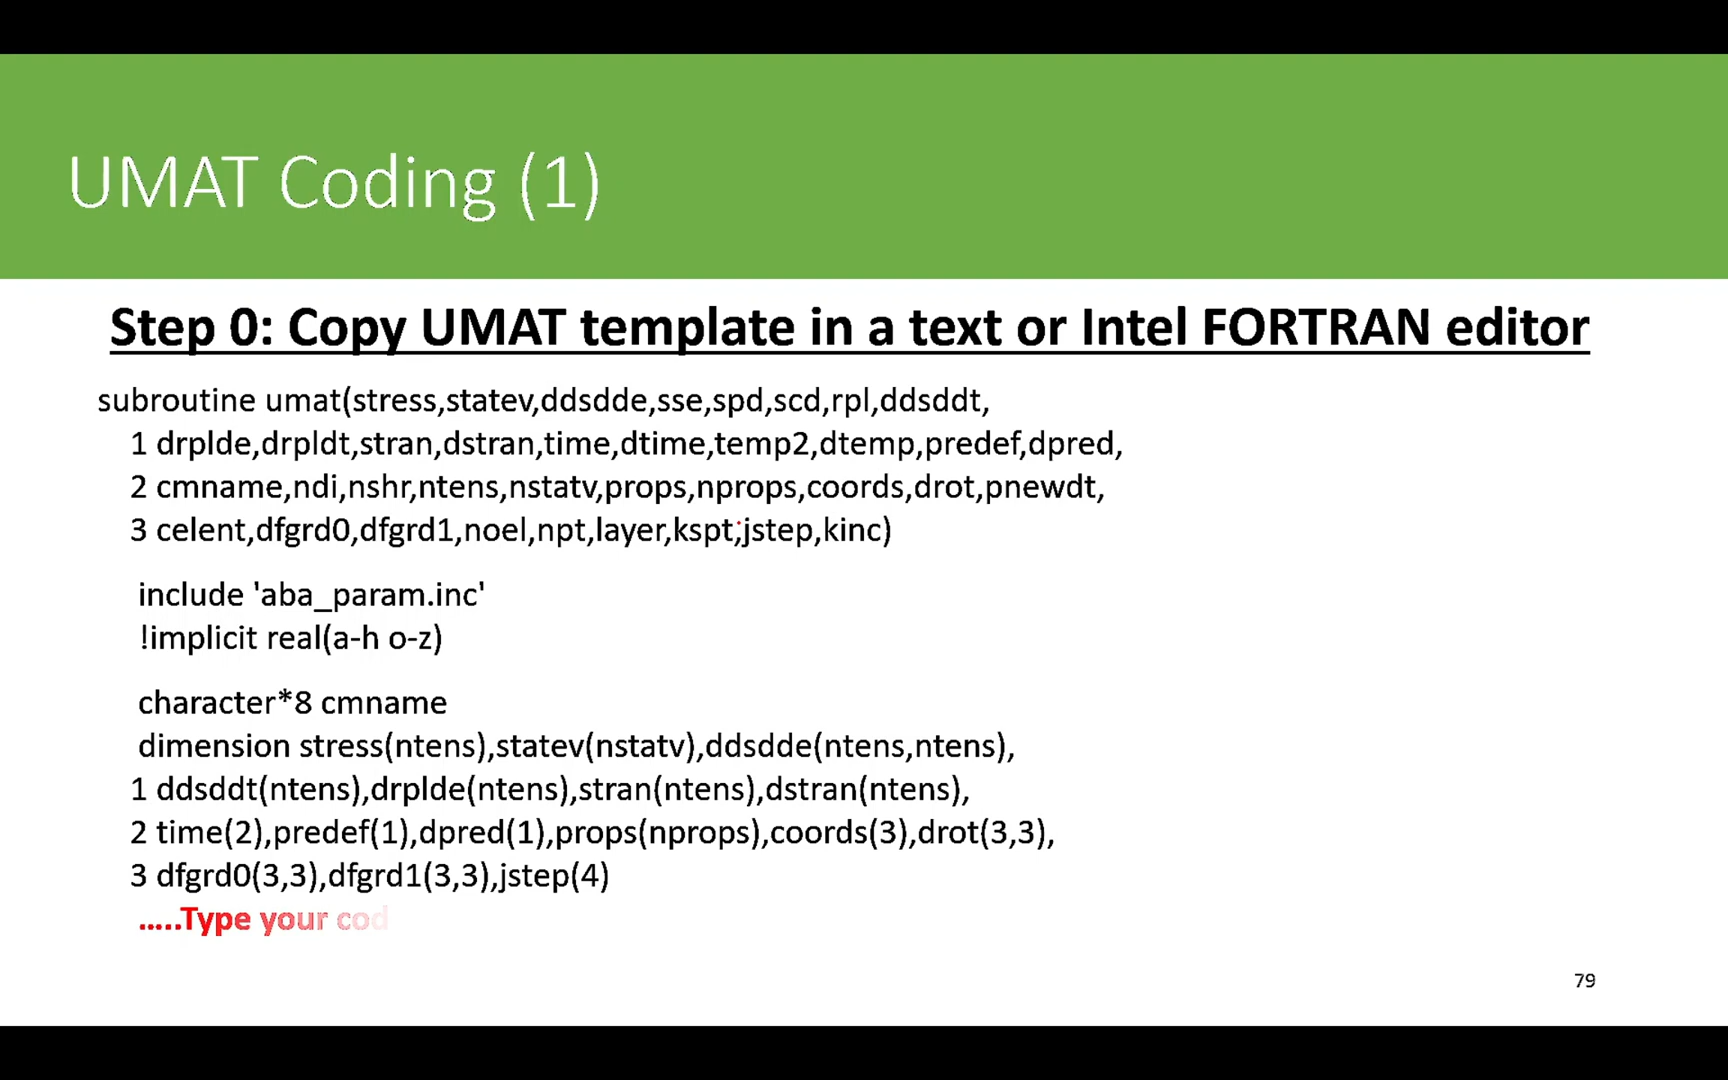 UMAT Coding (1)
Step 0: Copy UMAT template in a text or Intel FORTRAN editor
subroutine umat(stress,statev,ddsdde,sse,spd,scd,rpl,ddsddt,
1 drplde,drpldt,stran,dstran,time,dtime,temp2,dtemp,predef,dpred,
2 cmname,ndi,nshr,ntens,nstatv,props,nprops,coords,drot,pnewdt,
3 celent,dfgrd0,dfgrd1,noel,npt,layer,kspt,jstep,kinc)
include 'aba_param.inc'
!implicit real(a-h o-z)
character*8 cmname
dimension stress(ntens),statev(nstatv),ddsdde(ntens,ntens),
1 ddsddt(ntens),drplde(ntens),stran(ntens),dstran(ntens),
2 time(2),predef(1),dpred(1),props(nprops),coords(3),drot(3,3),
3 dfgrd0(3,3),dfgrd1(3,3),jstep(4)
.....Type your cod
79